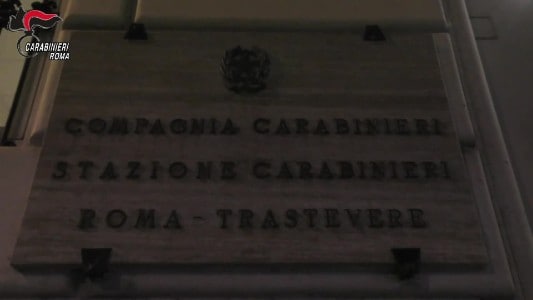 CARABINIERI
ROMA
COMPAGNIA CARABINIERI
STAZIONE CARABINIERI
ROMA - TRASTEVERE